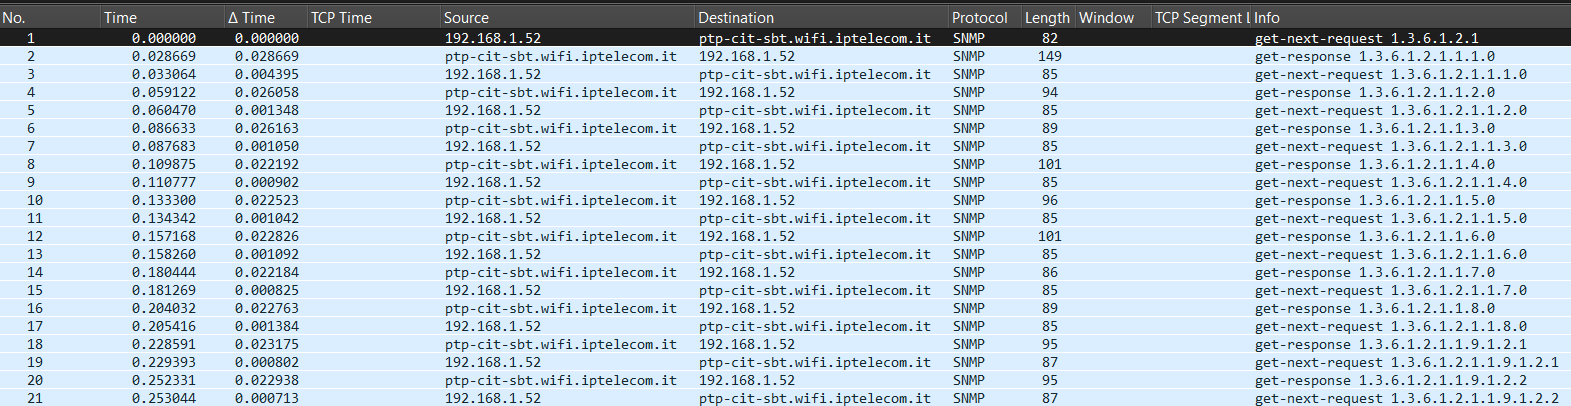 No. Time Δ Time TCP Time Source Destination Protocol Length Window TCP Segment L Info
1 0.000000 0.000000 192.168.1.52 ptp-cit-sbt.wifi.iptelecom.it SNMP 82 get-next-request 1.3.6.1.2.1
2 0.028669 0.028669 ptp-cit-sbt.wifi.iptelecom.it 192.168.1.52 SNMP 149 get-response 1.3.6.1.2.1.1.1.0
3 0.033064 0.004395 192.168.1.52 ptp-cit-sbt.wifi.iptelecom.it SNMP 85 get-next-request 1.3.6.1.2.1.1.1.0
4 0.059122 0.026058 ptp-cit-sbt.wifi.iptelecom.it 192.168.1.52 SNMP 94 get-response 1.3.6.1.2.1.1.2.0
5 0.060470 0.001348 192.168.1.52 ptp-cit-sbt.wifi.iptelecom.it SNMP 85 get-next-request 1.3.6.1.2.1.1.2.0
6 0.086633 0.026163 ptp-cit-sbt.wifi.iptelecom.it 192.168.1.52 SNMP 89 get-response 1.3.6.1.2.1.1.3.0
7 0.087683 0.001050 192.168.1.52 ptp-cit-sbt.wifi.iptelecom.it SNMP 85 get-next-request 1.3.6.1.2.1.1.3.0
8 0.109875 0.022192 ptp-cit-sbt.wifi.iptelecom.it 192.168.1.52 SNMP 101 get-response 1.3.6.1.2.1.1.4.0
9 0.110777 0.000902 192.168.1.52 ptp-cit-sbt.wifi.iptelecom.it SNMP 85 get-next-request 1.3.6.1.2.1.1.4.0
10 0.133300 0.022523 ptp-cit-sbt.wifi.iptelecom.it 192.168.1.52 SNMP 96 get-response 1.3.6.1.2.1.1.5.0
11 0.134342 0.001042 192.168.1.52 ptp-cit-sbt.wifi.iptelecom.it SNMP 85 get-next-request 1.3.6.1.2.1.1.5.0
12 0.157168 0.022826 ptp-cit-sbt.wifi.iptelecom.it 192.168.1.52 SNMP 101 get-response 1.3.6.1.2.1.1.6.0
13 0.158260 0.001092 192.168.1.52 ptp-cit-sbt.wifi.iptelecom.it SNMP 85 get-next-request 1.3.6.1.2.1.1.6.0
14 0.180444 0.022184 ptp-cit-sbt.wifi.iptelecom.it 192.168.1.52 SNMP 86 get-response 1.3.6.1.2.1.1.7.0
15 0.181269 0.000825 192.168.1.52 ptp-cit-sbt.wifi.iptelecom.it SNMP 85 get-next-request 1.3.6.1.2.1.1.7.0
16 0.204032 0.022763 ptp-cit-sbt.wifi.iptelecom.it 192.168.1.52 SNMP 89 get-response 1.3.6.1.2.1.1.8.0
17 0.205416 0.001384 192.168.1.52 ptp-cit-sbt.wifi.iptelecom.it SNMP 85 get-next-request 1.3.6.1.2.1.1.8.0
18 0.228591 0.023175 ptp-cit-sbt.wifi.iptelecom.it 192.168.1.52 SNMP 95 get-response 1.3.6.1.2.1.1.9.1.2.1
19 0.229393 0.000802 192.168.1.52 ptp-cit-sbt.wifi.iptelecom.it SNMP 87 get-next-request 1.3.6.1.2.1.1.9.1.2.1
20 0.252331 0.022938 ptp-cit-sbt.wifi.iptelecom.it 192.168.1.52 SNMP 95 get-response 1.3.6.1.2.1.1.9.1.2.2
21 0.253044 0.000713 192.168.1.52 ptp-cit-sbt.wifi.iptelecom.it SNMP 87 get-next-request 1.3.6.1.2.1.1.9.1.2.2